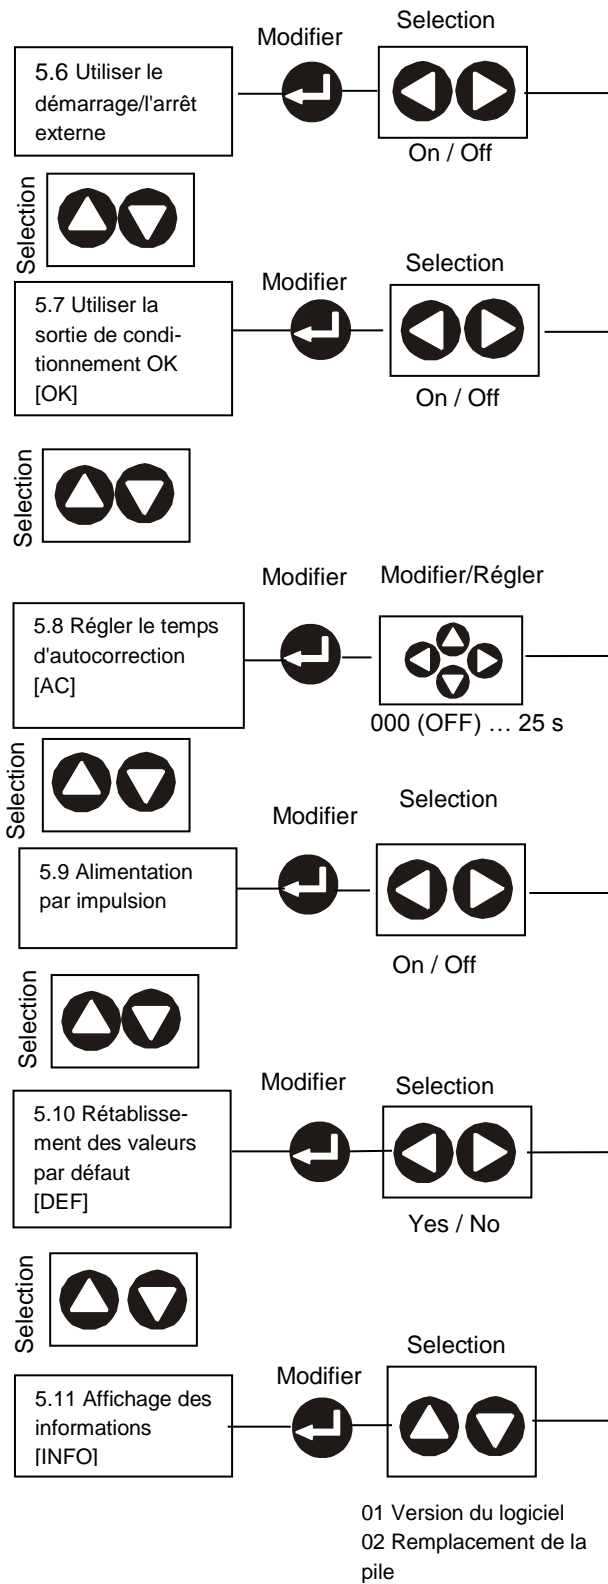 Modifier
Selection
5.6 Utiliser le
démarrage/l'arrêt
externe
On / Off
Selection
Modifier
Selection
5.7 Utiliser la
sortie de condi-
tionnement OK
[OK]
On / Off
Selection
Modifier
Modifier/Régler
5.8 Régler le temps
d'autocorrection
[AC]
000 (OFF) … 25 s
Selection
Modifier
Selection
5.9 Alimentation
par impulsion
On / Off
Selection
Modifier
Selection
5.10 Rétablisse-
ment des valeurs
par défaut
[DEF]
Yes / No
Selection
Modifier
Selection
5.11 Affichage des
informations
[INFO]
01 Version du logiciel
02 Remplacement de la
pile